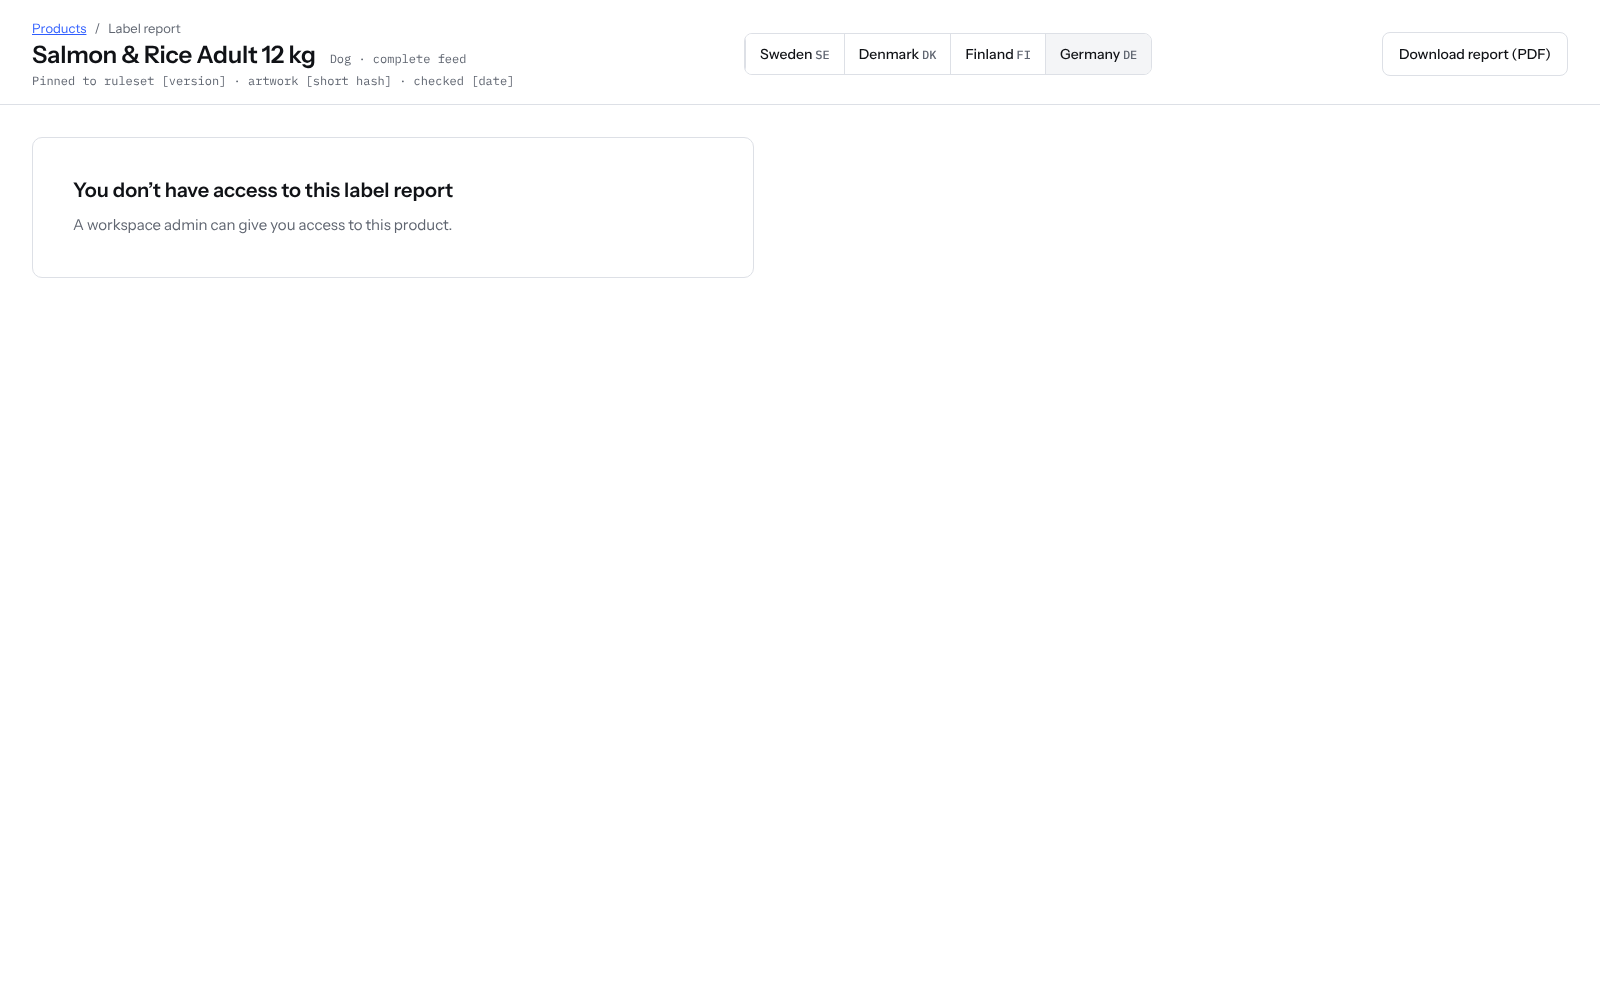 Products / Label report
Salmon & Rice Adult 12 kg Dog · complete feed
Pinned to ruleset [version] · artwork [short hash] · checked [date]
Sweden SE Denmark DK Finland FI Germany DE
Download report (PDF)
You don’t have access to this label report
A workspace admin can give you access to this product.